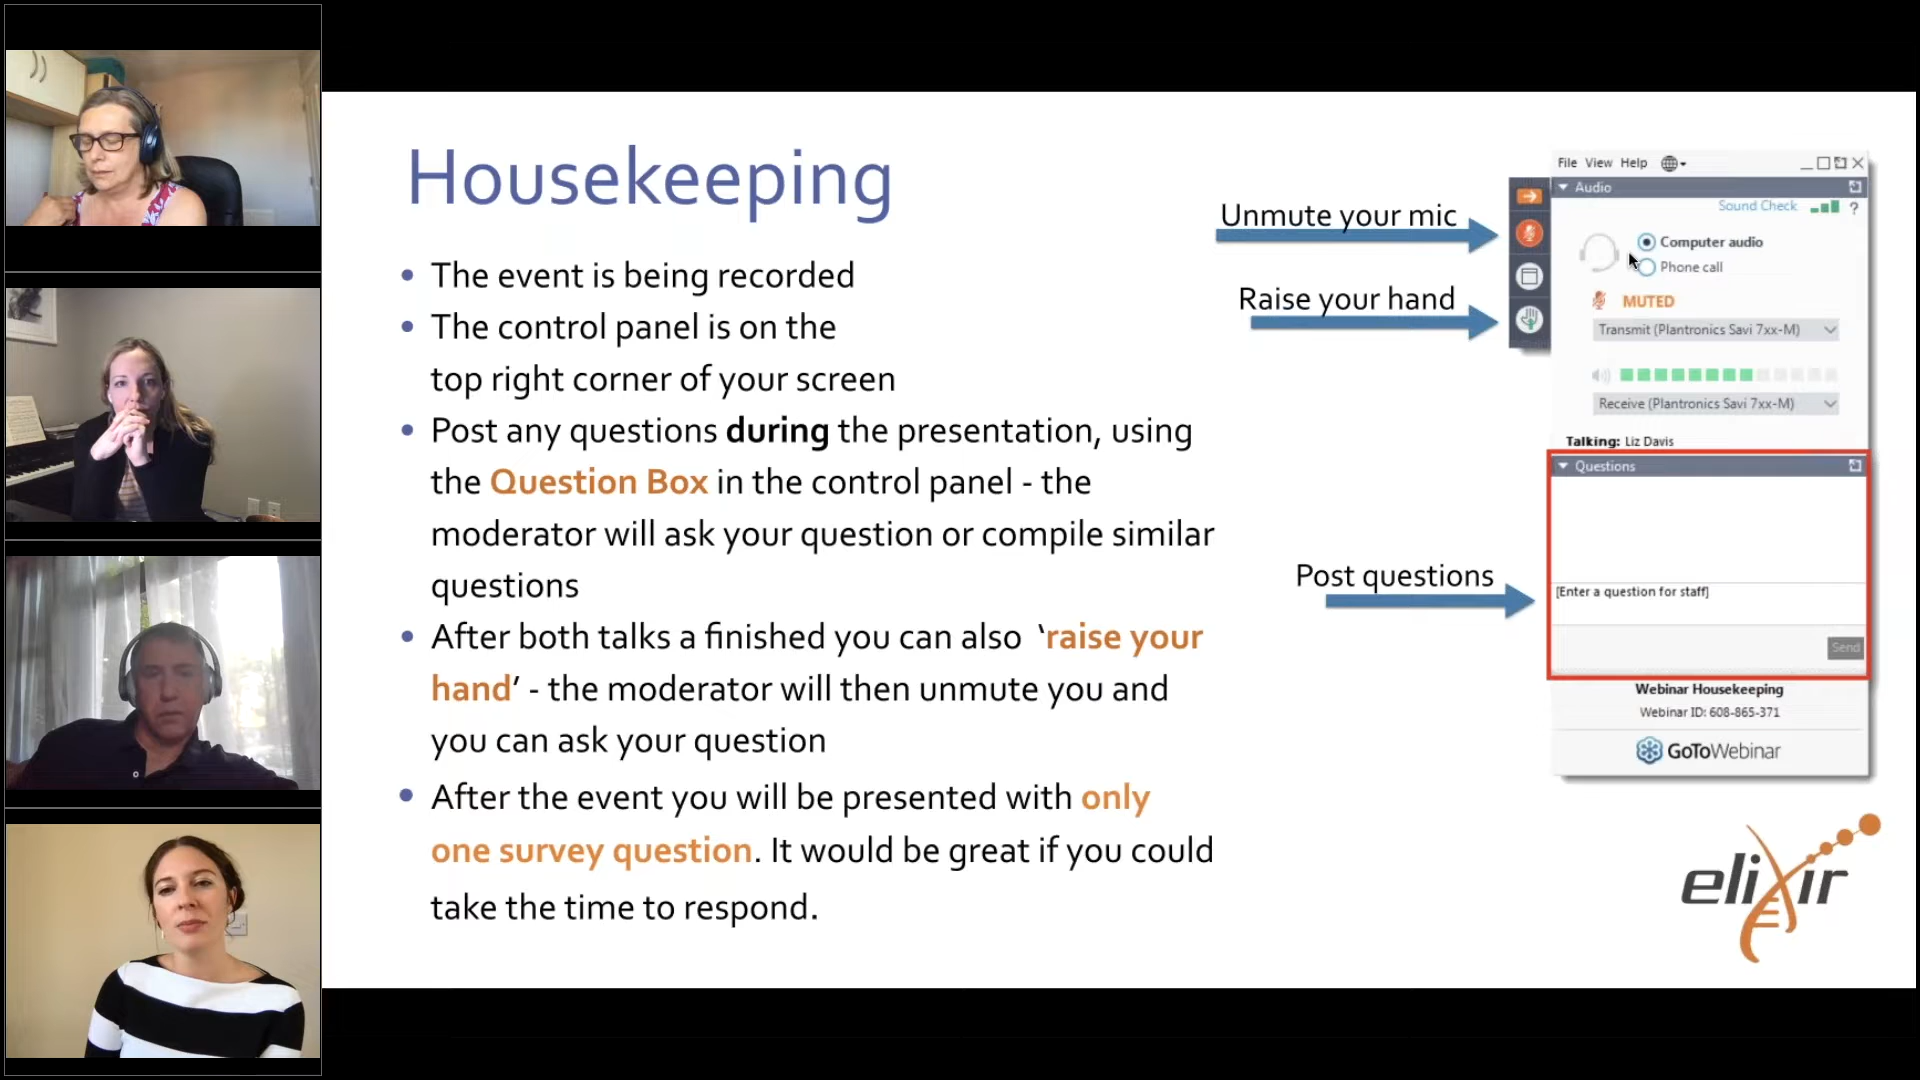 Housekeeping
• The event is being recorded
• The control panel is on the
top right corner of your screen
• Post any questions during the presentation, using
the Question Box in the control panel - the
moderator will ask your question or compile similar
questions
• After both talks a finished you can also ‘raise your
hand’ - the moderator will then unmute you and
you can ask your question
• After the event you will be presented with only
one survey question. It would be great if you could
take the time to respond.
Unmute your mic
Raise your hand
Post questions
File View Help
Audio
Sound Check ?
Computer audio
Phone call
MUTED
Transmit (Plantronics Savi 7xx-M)
Receive (Plantronics Savi 7xx-M)
Talking: Liz Davis
Questions
[Enter a question for staff]
Send
Webinar Housekeeping
Webinar ID: 608-865-371
GoToWebinar
elixir